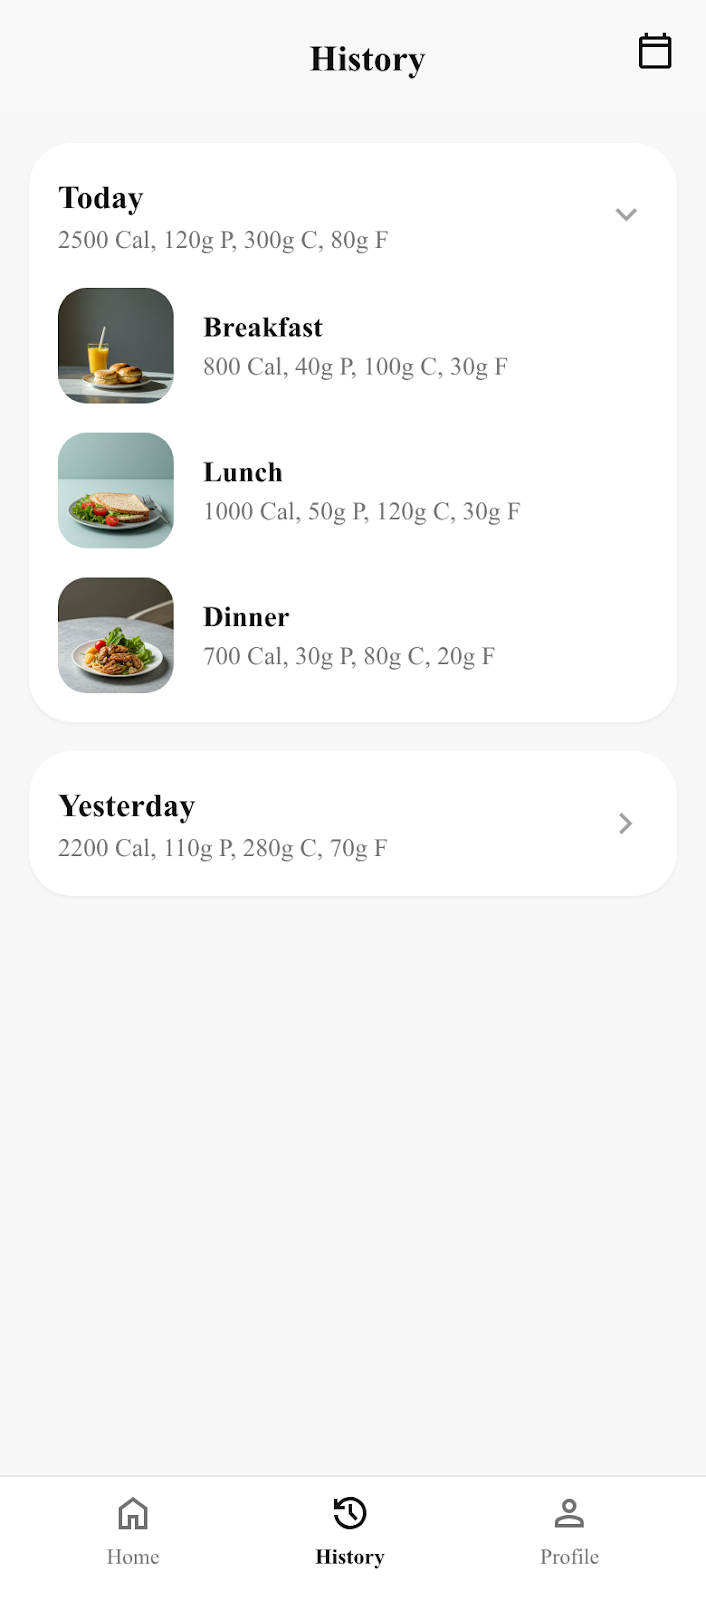 History
Today
2500 Cal, 120g P, 300g C, 80g F
Breakfast
800 Cal, 40g P, 100g C, 30g F
Lunch
1000 Cal, 50g P, 120g C, 30g F
Dinner
700 Cal, 30g P, 80g C, 20g F
Yesterday
2200 Cal, 110g P, 280g C, 70g F
Home
History
Profile